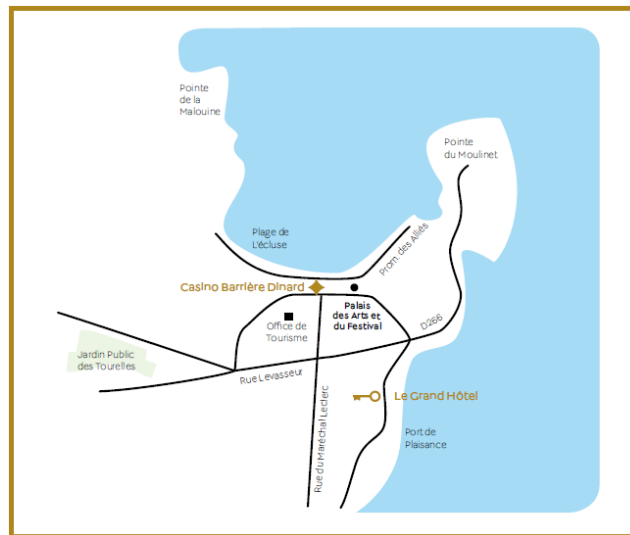 Pointe
de la
Malouine
Pointe
du Moulinet
Plage de
L'écluse
Prom. des Alliés
Casino Barrière Dinard
Palais
des Arts et
du Festival
Office de
Tourisme
D266
Jardin Public
des Tourelles
Rue Levasseur
Rue du Maréchal Leclerc
Le Grand Hôtel
Port de
Plaisance